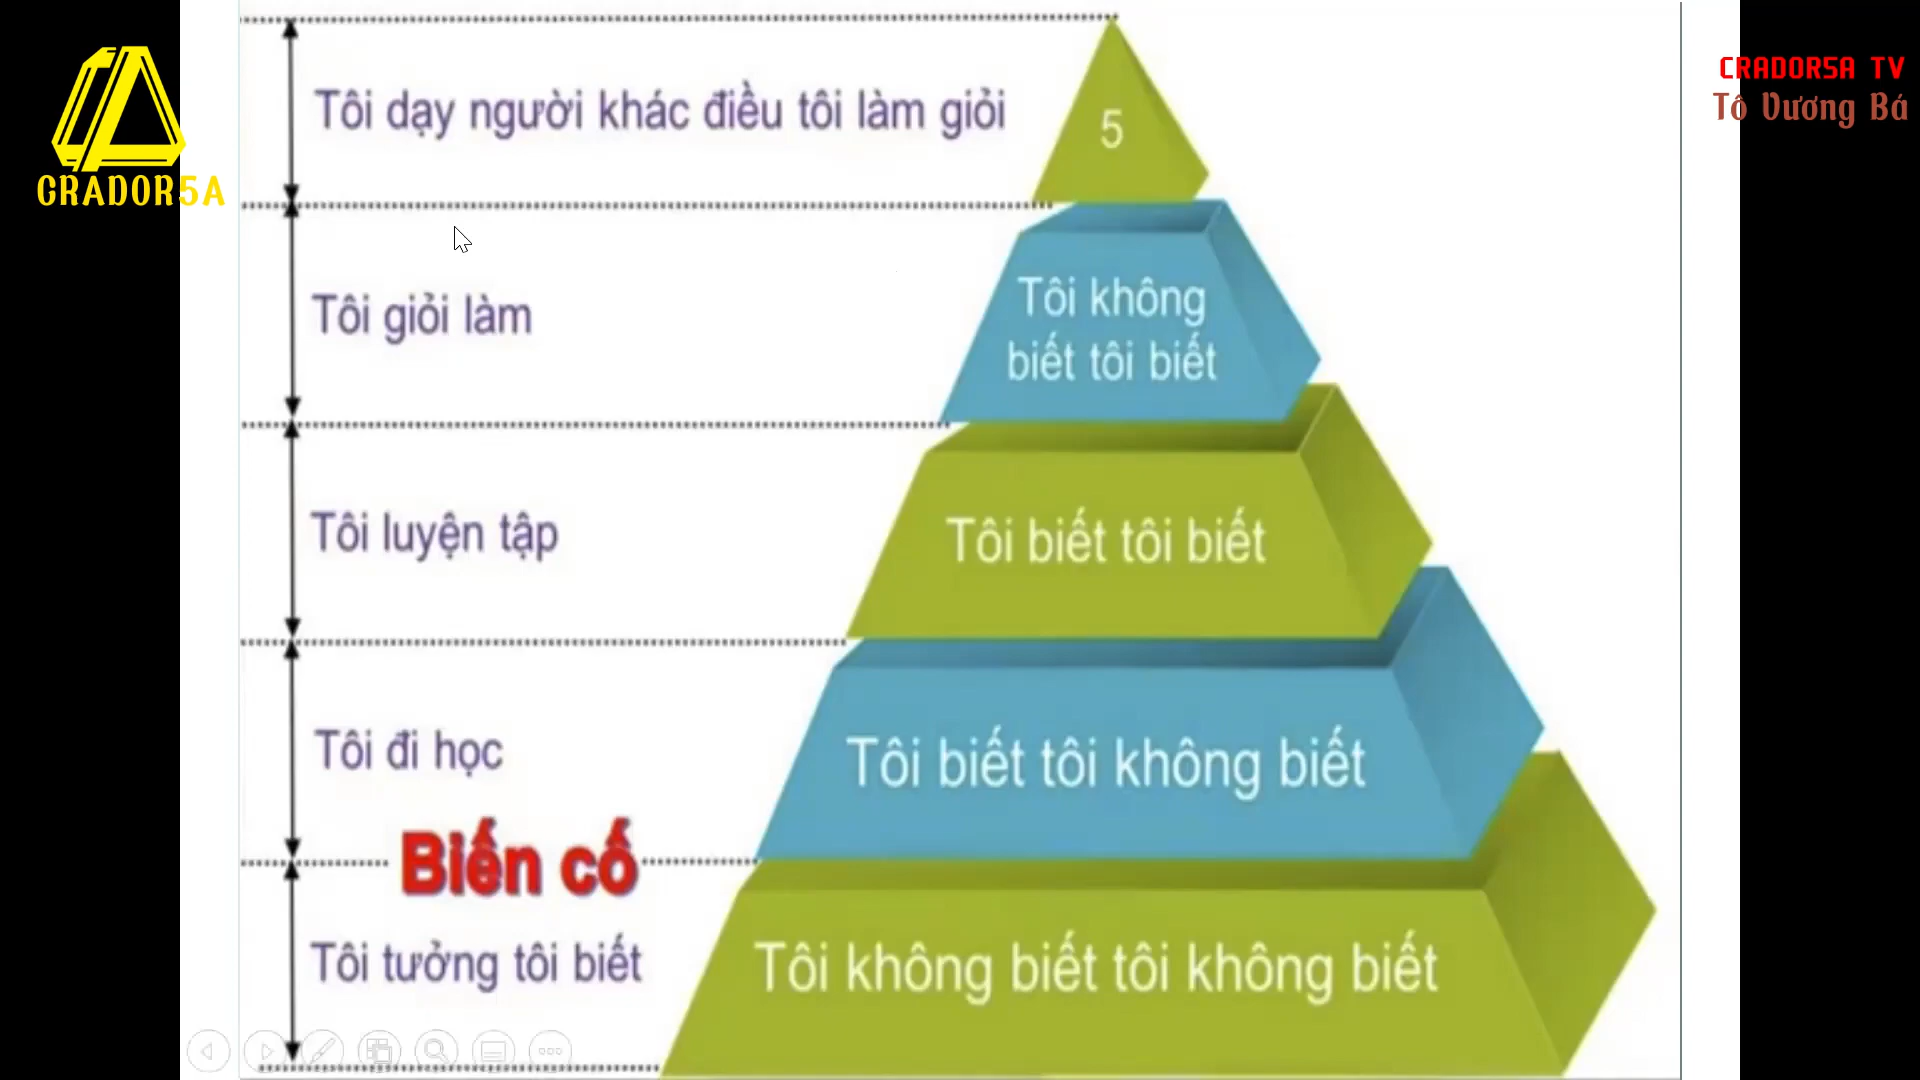 CRADOR5A
CRADOR5A TV
Tô Vương Bá
Tôi dạy người khác điều tôi làm giỏi
5
Tôi giỏi làm
Tôi không
biết tôi biết
Tôi luyện tập
Tôi biết tôi biết
Tôi đi học
Tôi biết tôi không biết
Biến cố
Tôi tưởng tôi biết
Tôi không biết tôi không biết